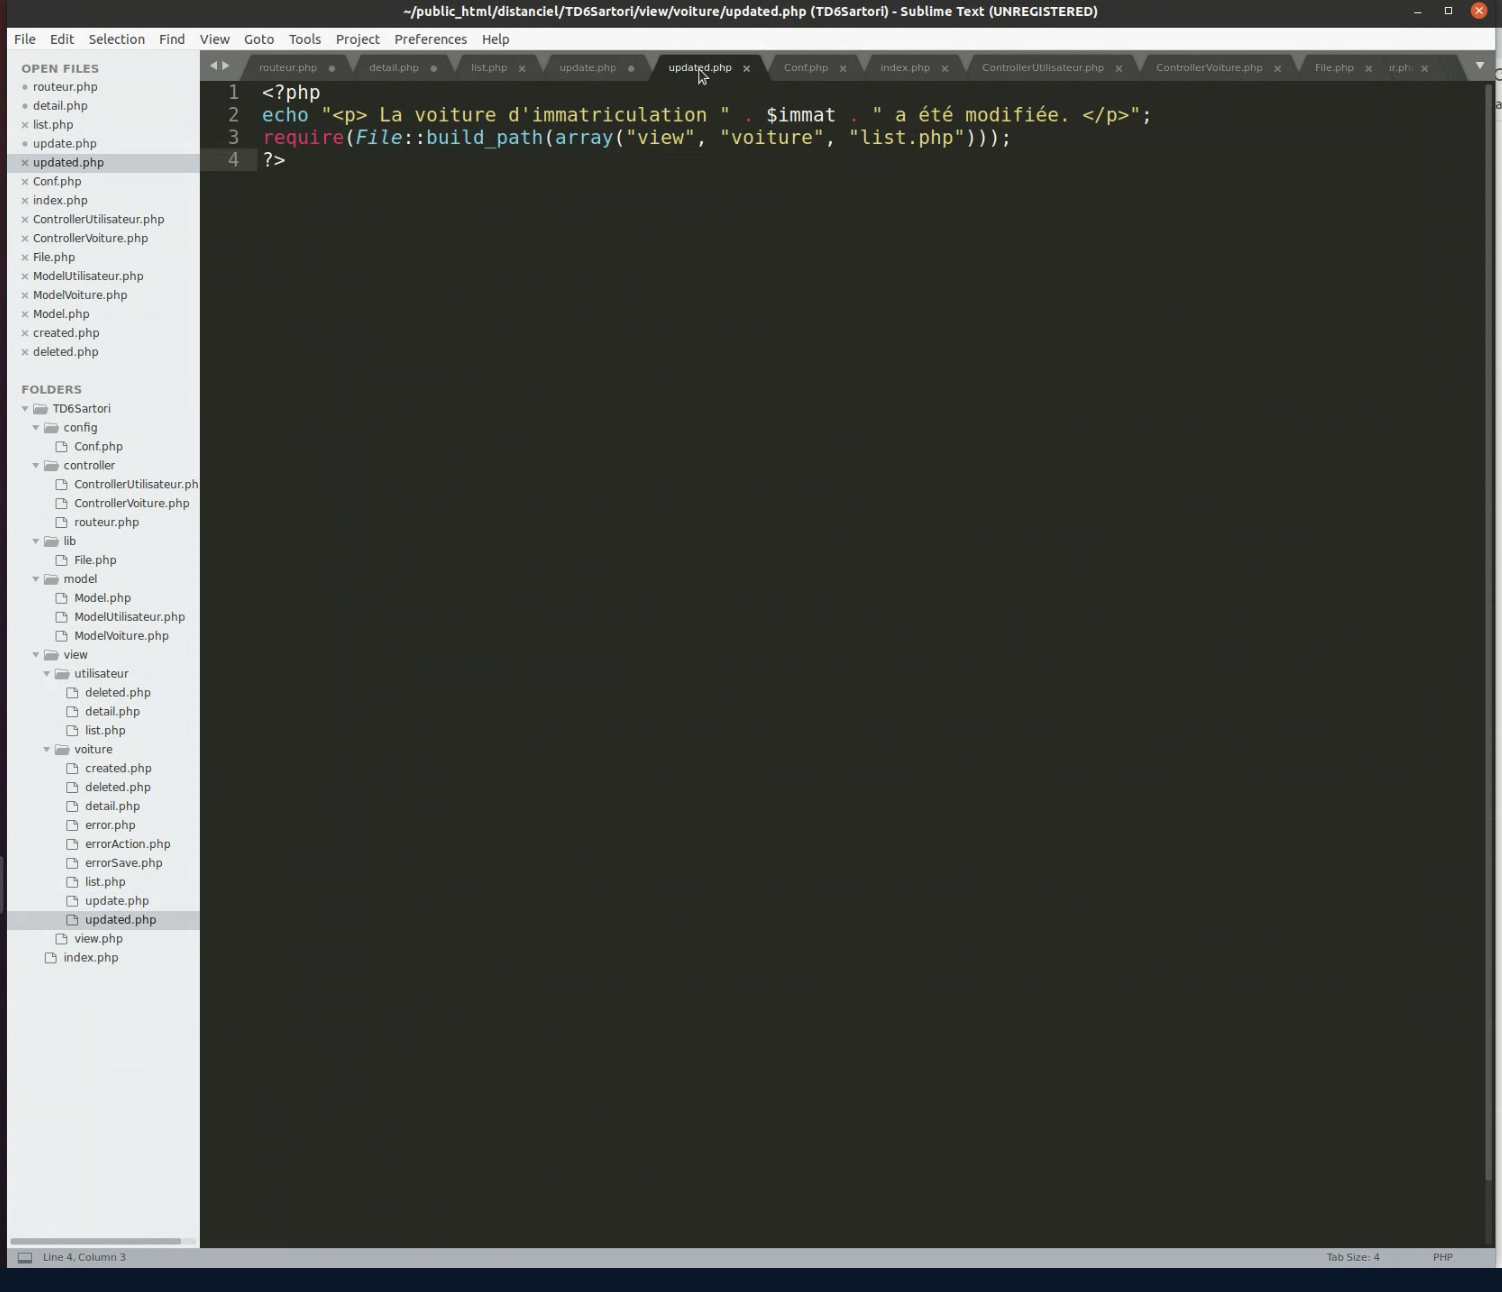 ~/public_html/distanciel/TD6Sartori/view/voiture/updated.php (TD6Sartori) - Sublime Text (UNREGISTERED)
File Edit Selection Find View Goto Tools Project Preferences Help
routeur.php detail.php list.php update.php updated.php Conf.php index.php ControllerUtilisateur.php ControllerVoiture.php File.php
OPEN FILES
routeur.php
detail.php
list.php
update.php
updated.php
Conf.php
index.php
ControllerUtilisateur.php
ControllerVoiture.php
File.php
ModelUtilisateur.php
ModelVoiture.php
Model.php
created.php
deleted.php
FOLDERS
TD6Sartori
config
Conf.php
controller
ControllerUtilisateur.ph
ControllerVoiture.php
routeur.php
lib
File.php
model
Model.php
ModelUtilisateur.php
ModelVoiture.php
view
utilisateur
deleted.php
detail.php
list.php
voiture
created.php
deleted.php
detail.php
error.php
errorAction.php
errorSave.php
list.php
update.php
updated.php
view.php
index.php
1 <?php
2 echo "<p> La voiture d'immatriculation " . $immat . " a été modifiée. </p>";
3 require(File::build_path(array("view", "voiture", "list.php")));
4 ?>
Line 4, Column 3
Tab Size: 4
PHP